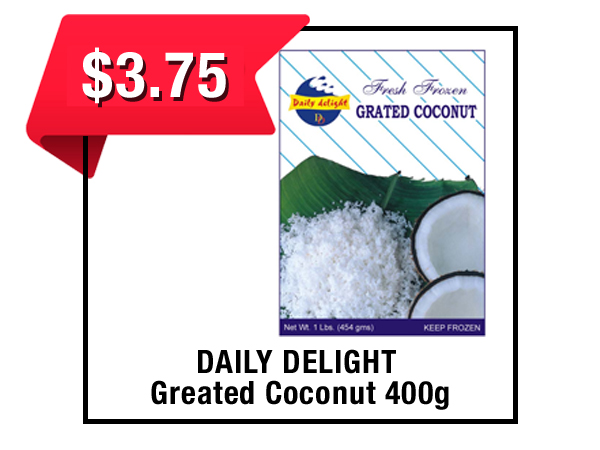 $3.75
Daily delight
DD
Fresh Frozen
GRATED COCONUT
Net Wt. 1 Lbs. (454 gms)
KEEP FROZEN
DAILY DELIGHT
Greated Coconut 400g